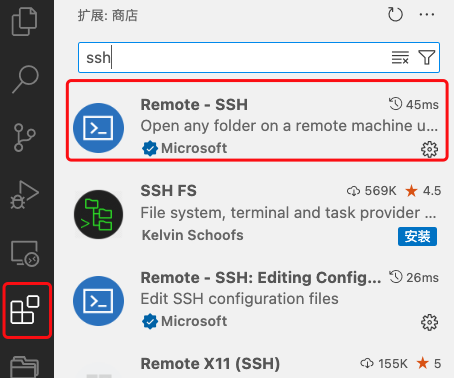 扩展: 商店
ssh
Remote - SSH 45ms
Open any folder on a remote machine u...
Microsoft
SSH FS 569K 4.5
File system, terminal and task provider ...
Kelvin Schoofs 安装
Remote - SSH: Editing Config... 26ms
Edit SSH configuration files
Microsoft
Remote X11 (SSH) 155K 5